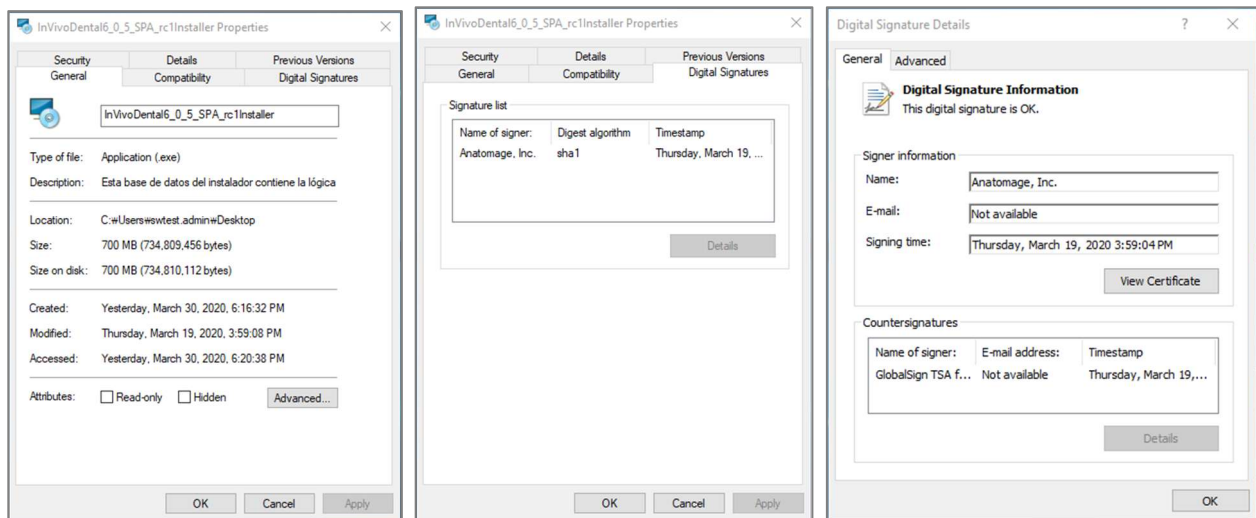 InVivoDental6_0_5_SPA_rc1Installer Properties
Security Details Previous Versions
General Compatibility Digital Signatures
InVivoDental6_0_5_SPA_rc1Installer
Type of file: Application (.exe)
Description: Esta base de datos del instalador contiene la lógica
Location: C:₩Users₩swtest.admin₩Desktop
Size: 700 MB (734,809,456 bytes)
Size on disk: 700 MB (734,810,112 bytes)
Created: Yesterday, March 30, 2020, 6:16:32 PM
Modified: Thursday, March 19, 2020, 3:59:08 PM
Accessed: Yesterday, March 30, 2020, 6:20:38 PM
Attributes: Read-only Hidden Advanced...
OK Cancel Apply
InVivoDental6_0_5_SPA_rc1Installer Properties
Security Details Previous Versions
General Compatibility Digital Signatures
Signature list
Name of signer: Digest algorithm Timestamp
Anatomage, Inc. sha1 Thursday, March 19, ...
Details
OK Cancel Apply
Digital Signature Details ?
General Advanced
Digital Signature Information
This digital signature is OK.
Signer information
Name: Anatomage, Inc.
E-mail: Not available
Signing time: Thursday, March 19, 2020 3:59:04 PM
View Certificate
Countersignatures
Name of signer: E-mail address: Timestamp
GlobalSign TSA f... Not available Thursday, March 19,...
Details
OK